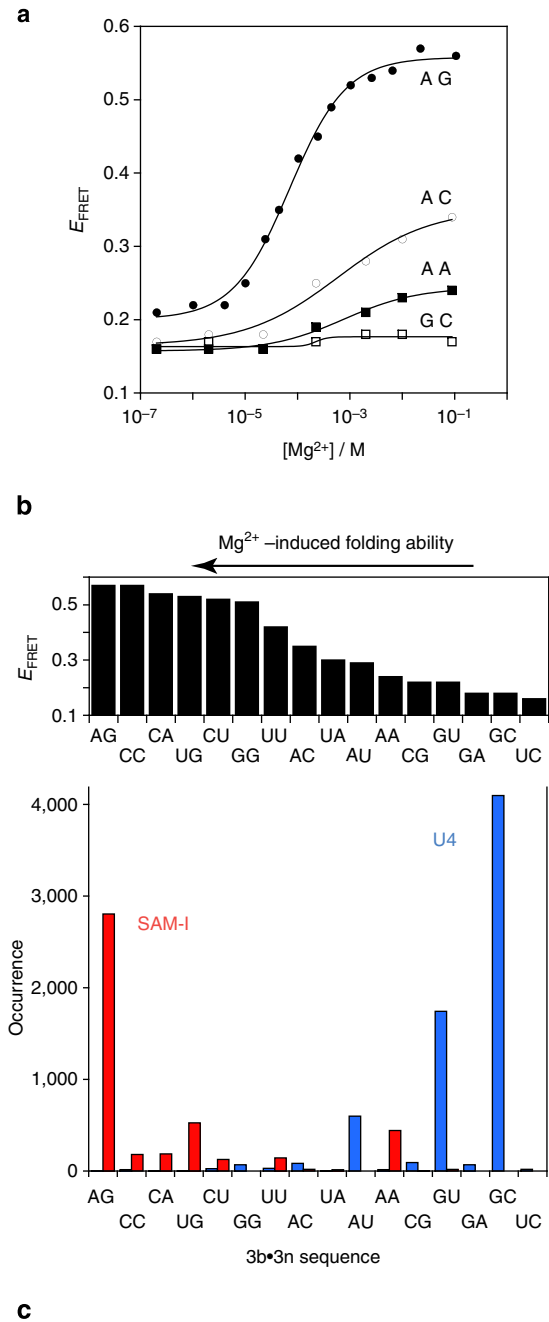 a
0.6
0.5
0.4
0.3
0.2
0.1
E_FRET
A G
A C
A A
G C
10⁻⁷ 10⁻⁵ 10⁻³ 10⁻¹
[Mg²⁺] / M
b
Mg²⁺ –induced folding ability
0.5
0.3
0.1
E_FRET
AG CA CU UU UA AA GU GC
CC UG GG AC AU CG GA UC
4,000
3,000
2,000
1,000
0
Occurrence
U4
SAM-I
AG CA CU UU UA AA GU GC
CC UG GG AC AU CG GA UC
3b•3n sequence
c